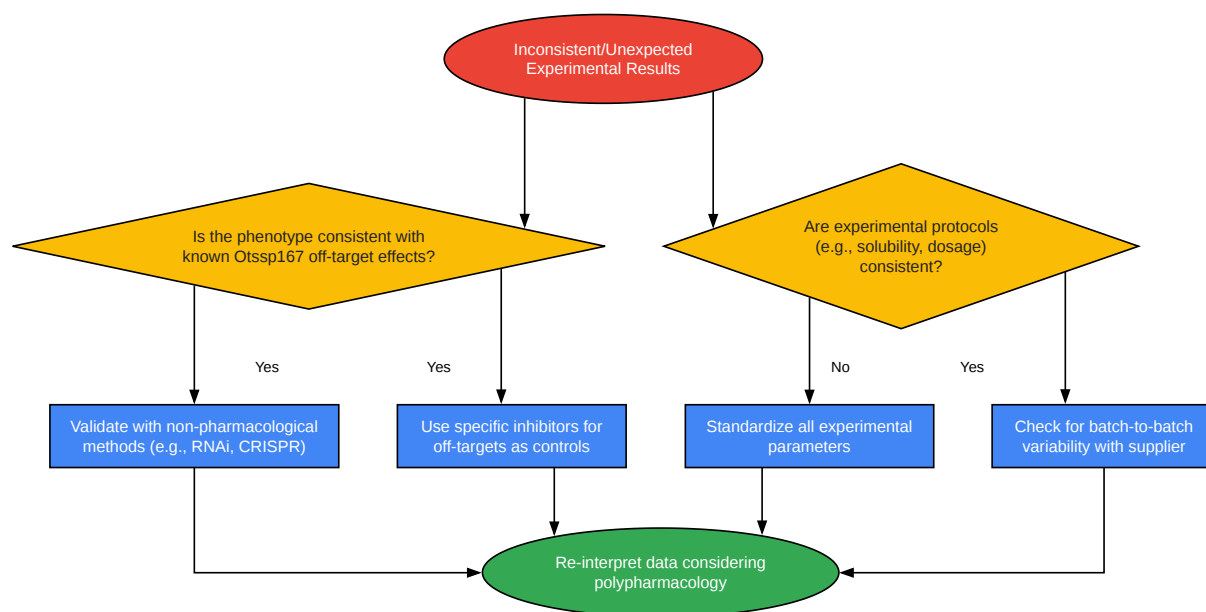 Inconsistent/Unexpected
Experimental Results
Is the phenotype consistent with
known Otssp167 off-target effects?
Are experimental protocols
(e.g., solubility, dosage)
consistent?
Yes
Yes
No
Yes
Validate with non-pharmacological
methods (e.g., RNAi, CRISPR)
Use specific inhibitors for
off-targets as controls
Standardize all experimental
parameters
Check for batch-to-batch
variability with supplier
Re-interpret data considering
polypharmacology